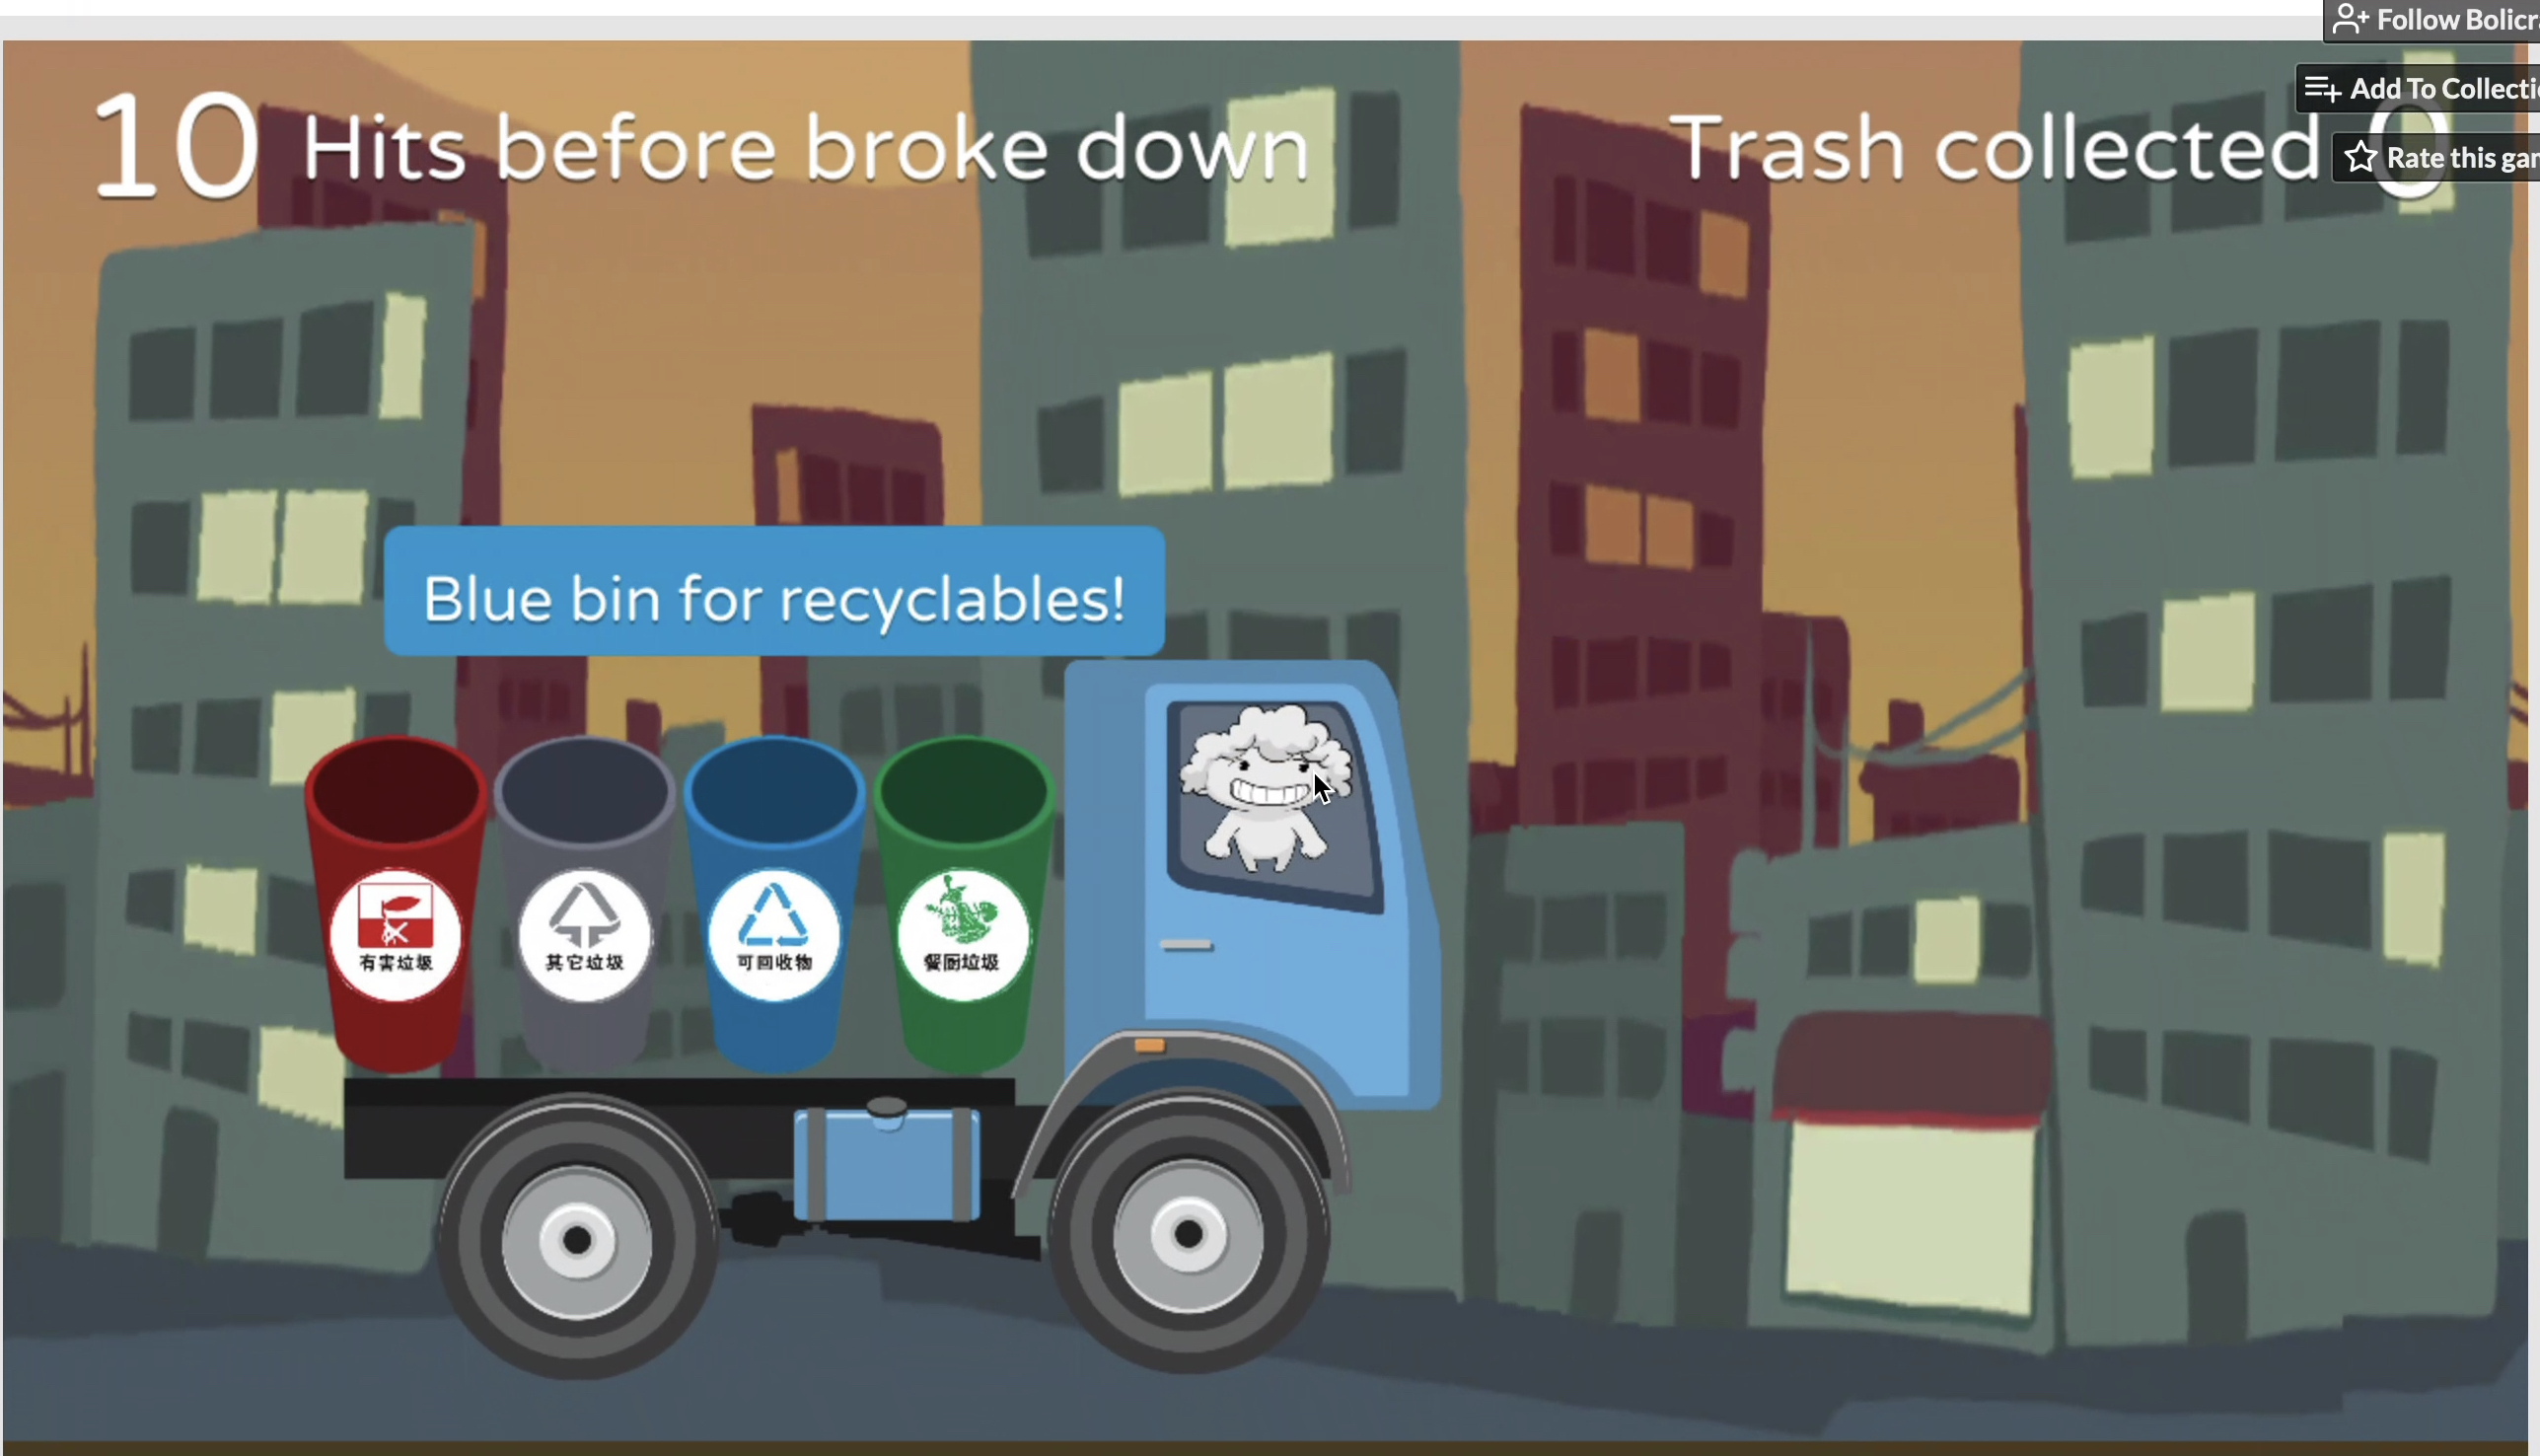 Follow Bolicr
Add To Collecti
10 Hits before broke down
Trash collected 0
Rate this gar
Blue bin for recyclables!
有害垃圾
其它垃圾
可回收物
餐厨垃圾